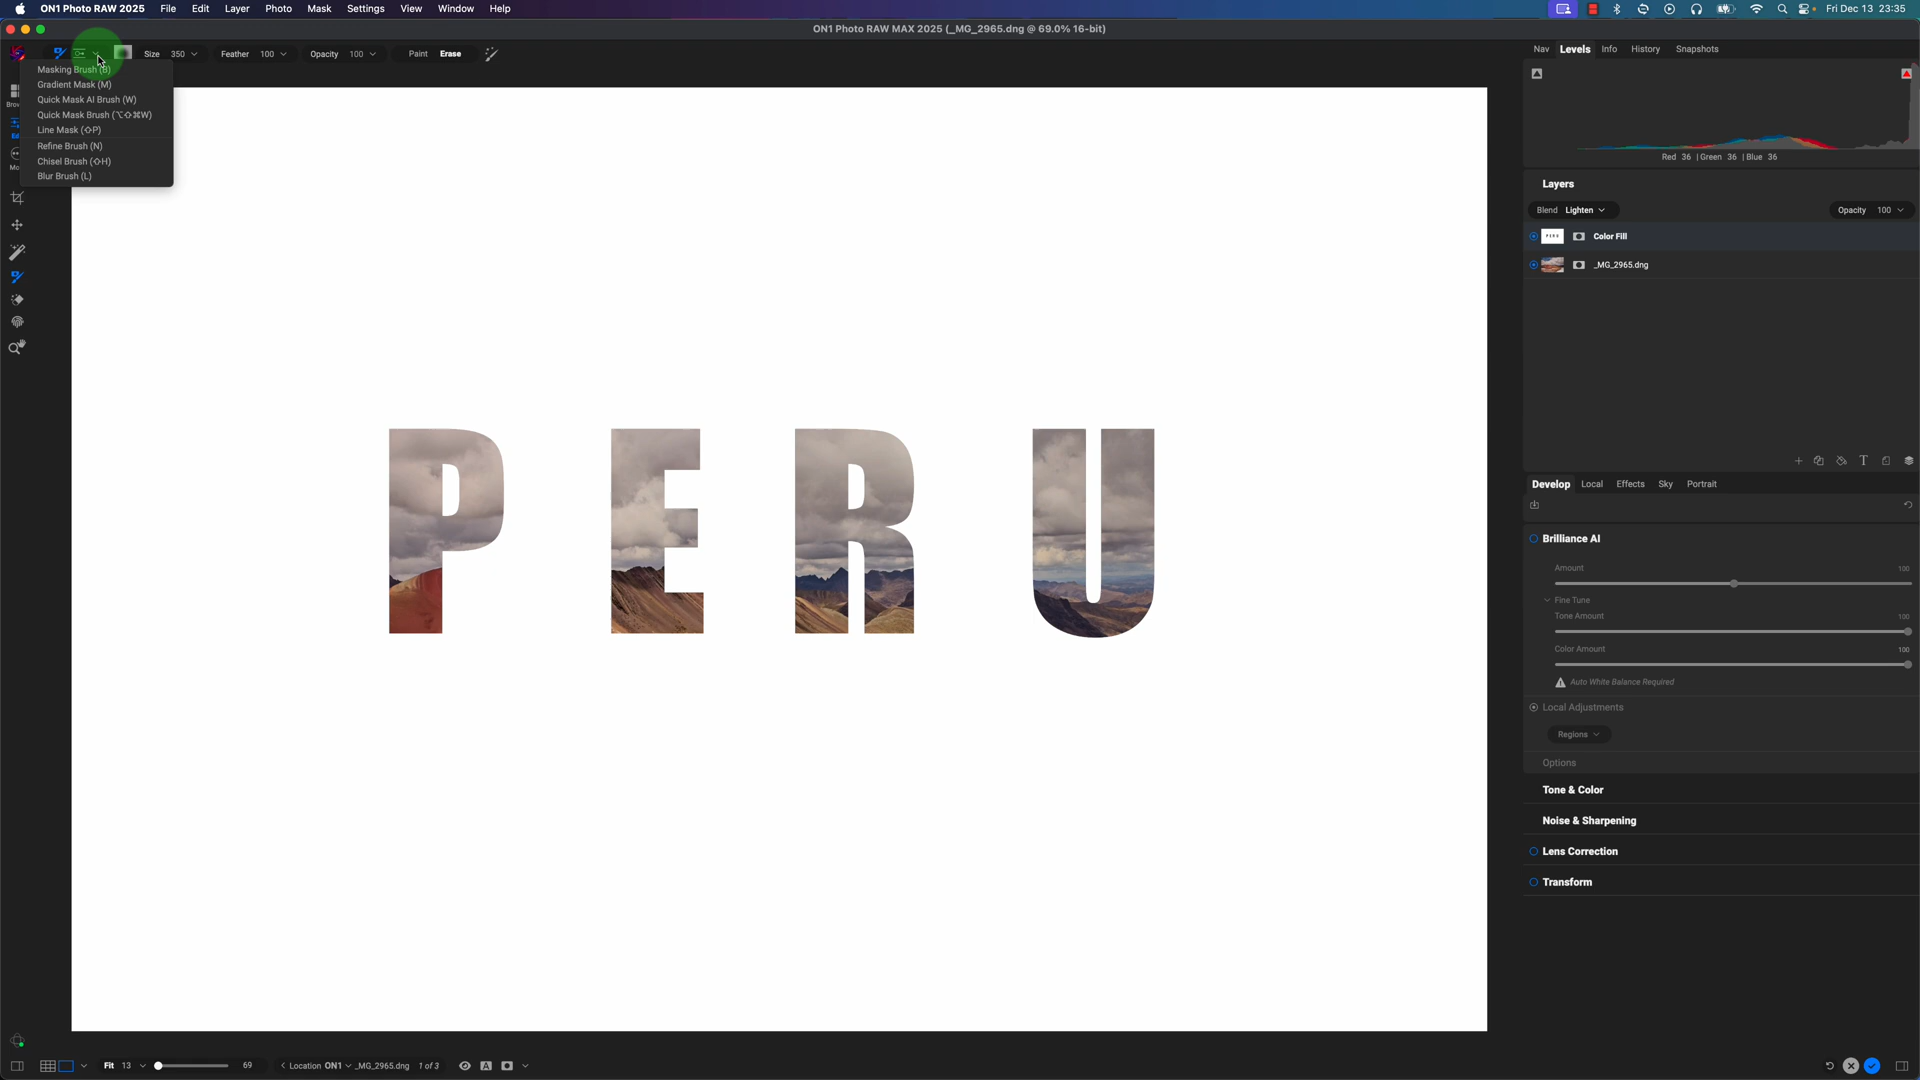 ON1 Photo RAW 2025 File Edit Layer Photo Mask Settings View Window Help
Fri Dec 13 23:35
ON1 Photo RAW MAX 2025 (_MG_2965.dng @ 69.0% 16-bit)
Size 350 Feather 100 Opacity 100 Paint Erase
Masking Brush (B)
Gradient Mask (M)
Quick Mask AI Brush (W)
Quick Mask Brush (⌥⇧⌘W)
Line Mask (⇧P)
Refine Brush (N)
Chisel Brush (⇧H)
Blur Brush (L)
PERU
Nav Levels Info History Snapshots
Red 36 | Green 36 | Blue 36
Layers
Blend Lighten Opacity 100
PERU Color Fill
_MG_2965.dng
T
Develop Local Effects Sky Portrait
Brilliance AI
Amount 100
Fine Tune
Tone Amount 100
Color Amount 100
Auto White Balance Required
Local Adjustments
Regions
Options
Tone & Color
Noise & Sharpening
Lens Correction
Transform
Fit 13 69 < Location ON1 _MG_2965.dng 1 of 3 A